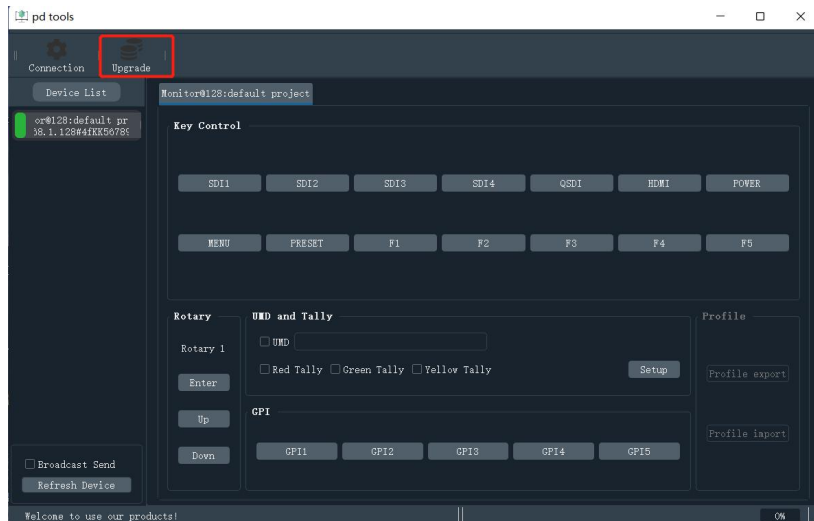 pd tools
Connection Upgrade
Device List
Monitor@128:default project
or@128:default pr
58.1.128#4fKK56789
Key Control
SDI1 SDI2 SDI3 SDI4 QSDI HDMI POWER
MENU PRESET F1 F2 F3 F4 F5
Rotary
Rotary 1
Enter
Up
Down
UMD and Tally
UMD
Red Tally Green Tally Yellow Tally Setup
GPI
GPI1 GPI2 GPI3 GPI4 GPI5
Profile
Profile export
Profile import
Broadcast Send
Refresh Device
Welcome to use our products!
0%